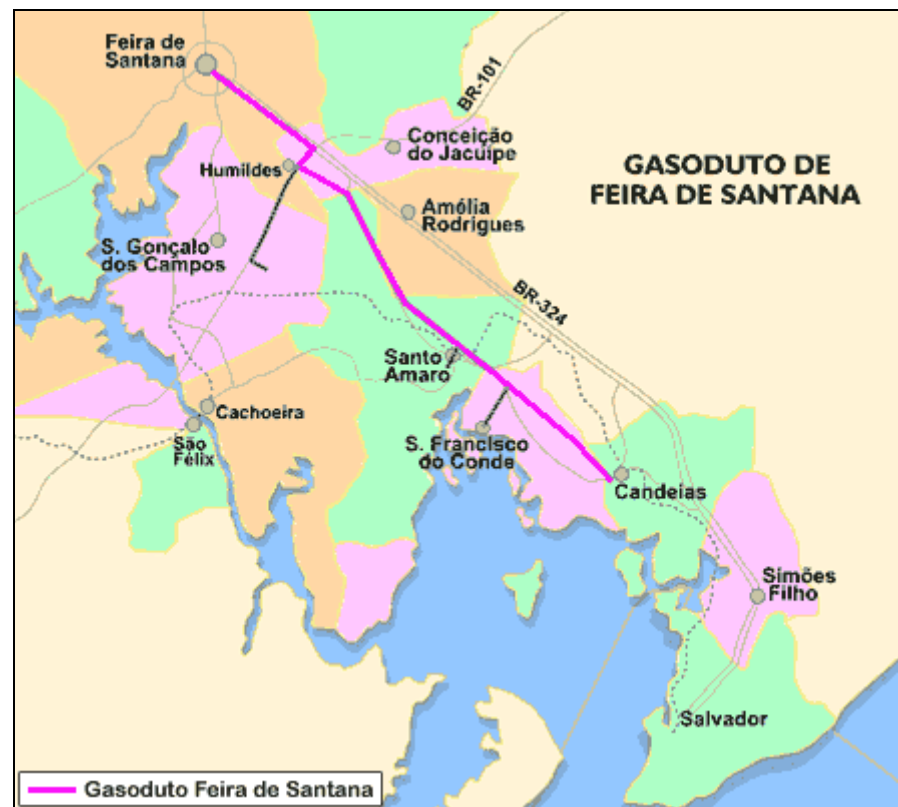 Feira de
Santana
BR-101
Conceição
do Jacuípe
Humildes
GASODUTO DE
FEIRA DE SANTANA
Amólia
Rodrigues
S. Gonçalo
dos Campos
BR-324
Santo
Amaro
Cachoeira
São
Félix
S. Francisco
do Conde
Candeias
Simões
Filho
Salvador
Gasoduto Feira de Santana